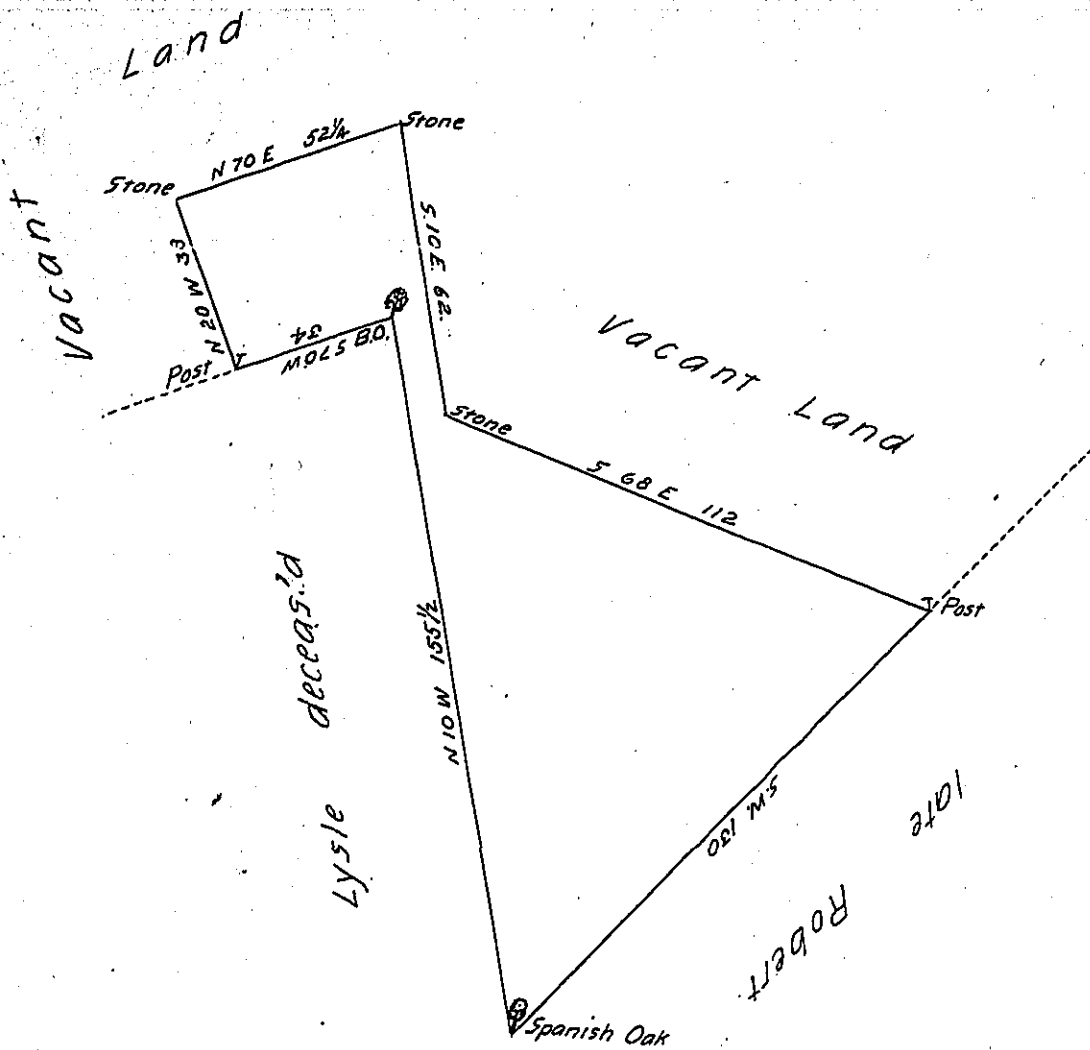 Land
Stone
N 70 E 52¼
Stone
Vacant
N 20 W 33
S 10 E 62
34
B.O. S 70 W
Post
Vacant Land
Stone
S 68 E 112
Post
deceas.'d
Lysle
N 10 W 155½
S.W. 130
late
Robert
Spanish Oak